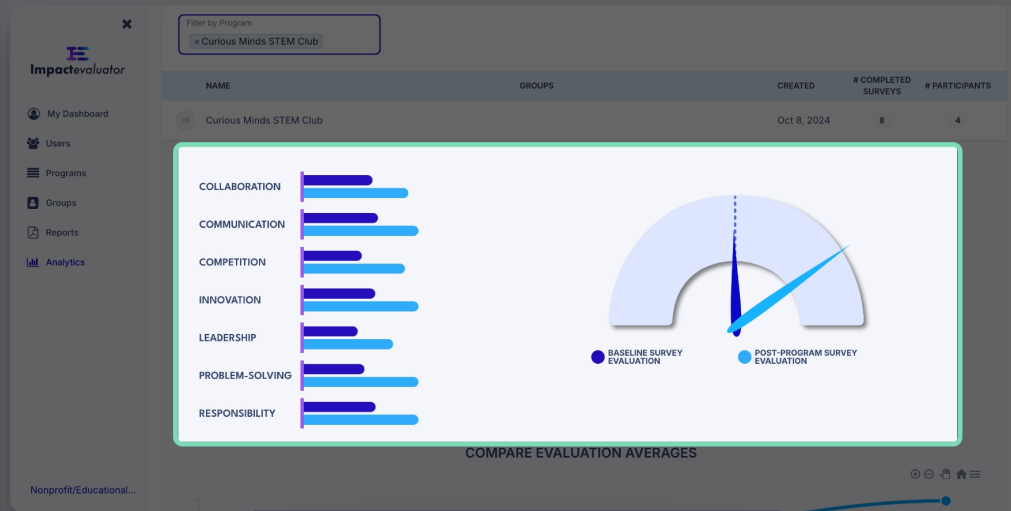 Filter by Program
× Curious Minds STEM Club
Impactevaluator
NAME GROUPS CREATED # COMPLETED SURVEYS # PARTICIPANTS
Curious Minds STEM Club Oct 8, 2024 8 4
My Dashboard
Users
Programs
Groups
Reports
Analytics
COLLABORATION
COMMUNICATION
COMPETITION
INNOVATION
LEADERSHIP
PROBLEM-SOLVING
RESPONSIBILITY
BASELINE SURVEY
EVALUATION
POST-PROGRAM SURVEY
EVALUATION
COMPARE EVALUATION AVERAGES
Nonprofit/Educational...